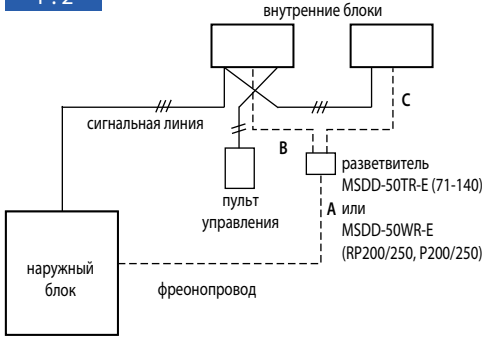 1 : 2
внутренние блоки
C
сигнальная линия
B
разветвитель
MSDD-50TR-E (71-140)
пульт
управления
A или
MSDD-50WR-E
(RP200/250, P200/250)
наружный
блок
фреонопровод